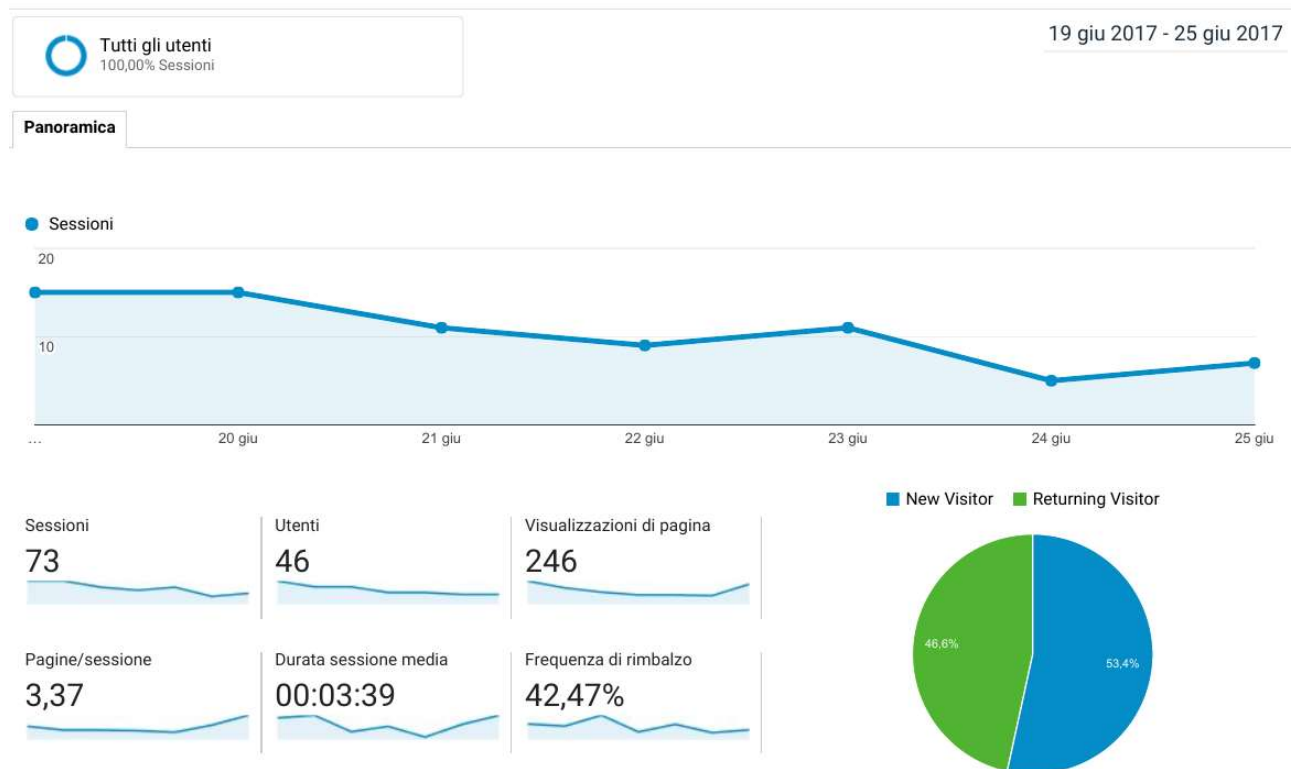 Tutti gli utenti
100,00% Sessioni
19 giu 2017 - 25 giu 2017
Panoramica
Sessioni
20
10
...
20 giu
21 giu
22 giu
23 giu
24 giu
25 giu
New Visitor
Returning Visitor
Sessioni
73
Utenti
46
Visualizzazioni di pagina
246
Pagine/sessione
3,37
Durata sessione media
00:03:39
Frequenza di rimbalzo
42,47%
46,6%
53,4%